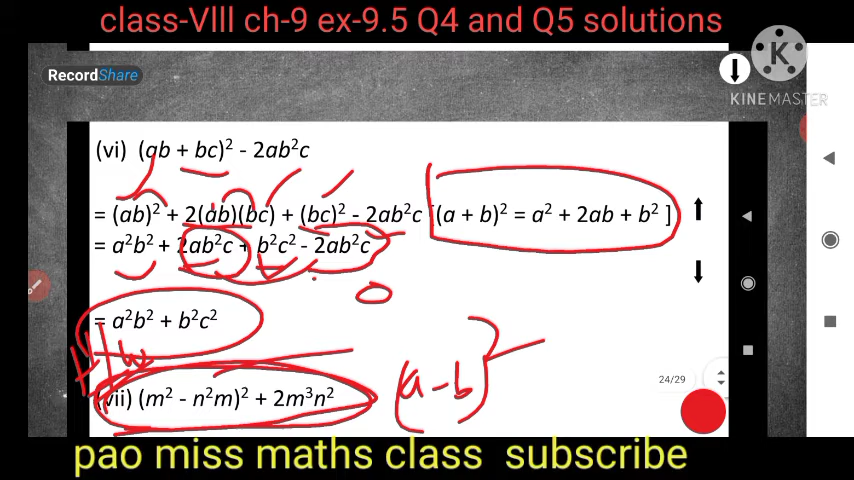 class-VIII ch-9 ex-9.5 Q4 and Q5 solutions
RecordShare
K
KINEMASTER
(vi) (ab + bc)² - 2ab²c
= (ab)² + 2(ab)(bc) + (bc)² - 2ab²c [(a + b)² = a² + 2ab + b² ]
= a²b² + 2ab²c + b²c² - 2ab²c
0
= a²b² + b²c²
H/w
(vii) (m² - n²m)² + 2m³n²
(a - b)²
24/29
pao miss maths class subscribe